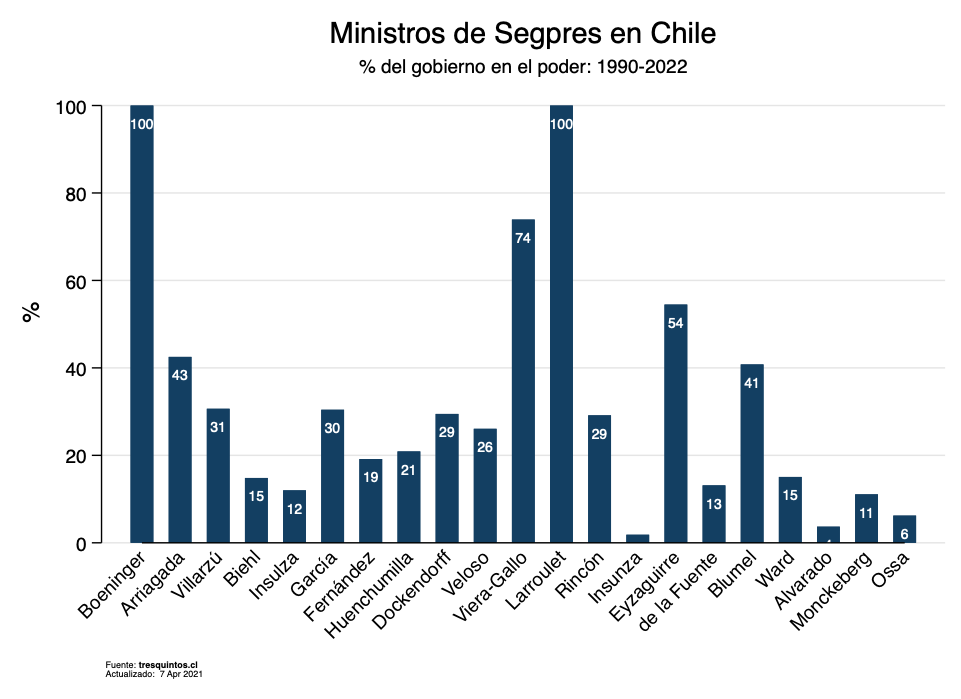 Ministros de Segpres en Chile
% del gobierno en el poder: 1990-2022
%
100
80
60
40
20
0
100
43
31
15
12
30
19
21
29
26
74
100
29
54
13
41
15
11
6
Boeninger
Arriagada
Villarzú
Biehl
Insulza
García
Fernández
Huenchumilla
Dockendorff
Veloso
Viera-Gallo
Larroulet
Rincón
Insunza
Eyzaguirre
de la Fuente
Blumel
Ward
Alvarado
Monckeberg
Ossa
Fuente: tresquintos.cl
Actualizado: 7 Apr 2021